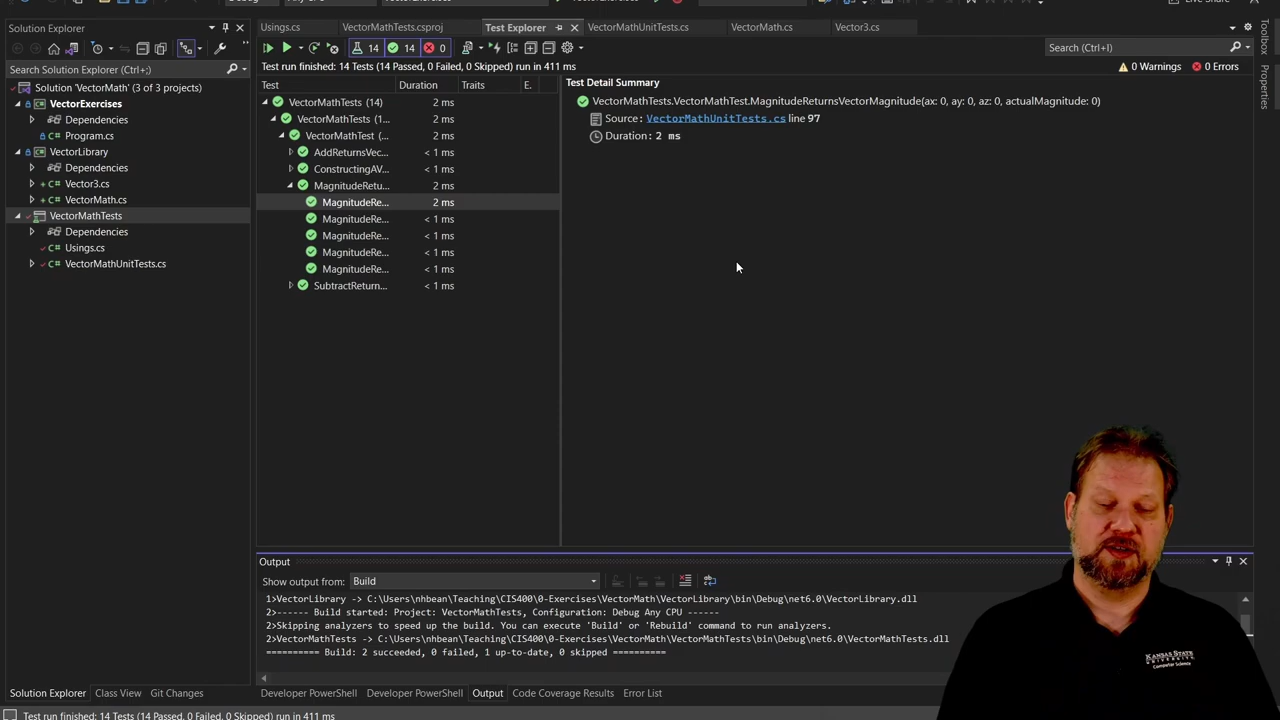 Solution Explorer
Search Solution Explorer (Ctrl+;)
Solution 'VectorMath' (3 of 3 projects)
VectorExercises
Dependencies
Program.cs
VectorLibrary
Dependencies
Vector3.cs
VectorMath.cs
VectorMathTests
Dependencies
Usings.cs
VectorMathUnitTests.cs
Solution Explorer Class View Git Changes
Usings.cs VectorMathTests.csproj Test Explorer VectorMathUnitTests.cs VectorMath.cs Vector3.cs
14 14 0
Search (Ctrl+I)
Test run finished: 14 Tests (14 Passed, 0 Failed, 0 Skipped) run in 411 ms
0 Warnings 0 Errors
Test Duration Traits E.
VectorMathTests (14) 2 ms
VectorMathTests (1... 2 ms
VectorMathTest (... 2 ms
AddReturnsVec... < 1 ms
ConstructingAV... < 1 ms
MagnitudeRetu... 2 ms
MagnitudeRe... 2 ms
MagnitudeRe... < 1 ms
MagnitudeRe... < 1 ms
MagnitudeRe... < 1 ms
MagnitudeRe... < 1 ms
SubtractReturn... < 1 ms
Test Detail Summary
VectorMathTests.VectorMathTest.MagnitudeReturnsVectorMagnitude(ax: 0, ay: 0, az: 0, actualMagnitude: 0)
Source: VectorMathUnitTests.cs line 97
Duration: 2 ms
Output
Show output from: Build
1>VectorLibrary -> C:\Users\nhbean\Teaching\CIS400\0-Exercises\VectorMath\VectorLibrary\bin\Debug\net6.0\VectorLibrary.dll
2>------ Build started: Project: VectorMathTests, Configuration: Debug Any CPU ------
2>Skipping analyzers to speed up the build. You can execute 'Build' or 'Rebuild' command to run analyzers.
2>VectorMathTests -> C:\Users\nhbean\Teaching\CIS400\0-Exercises\VectorMath\VectorMathTests\bin\Debug\net6.0\VectorMathTests.dll
========== Build: 2 succeeded, 0 failed, 1 up-to-date, 0 skipped ==========
Developer PowerShell Developer PowerShell Output Code Coverage Results Error List
Test run finished: 14 Tests (14 Passed, 0 Failed, 0 Skipped) run in 411 ms
Toolbox
Properties
KANSAS STATE
UNIVERSITY
Computer Science